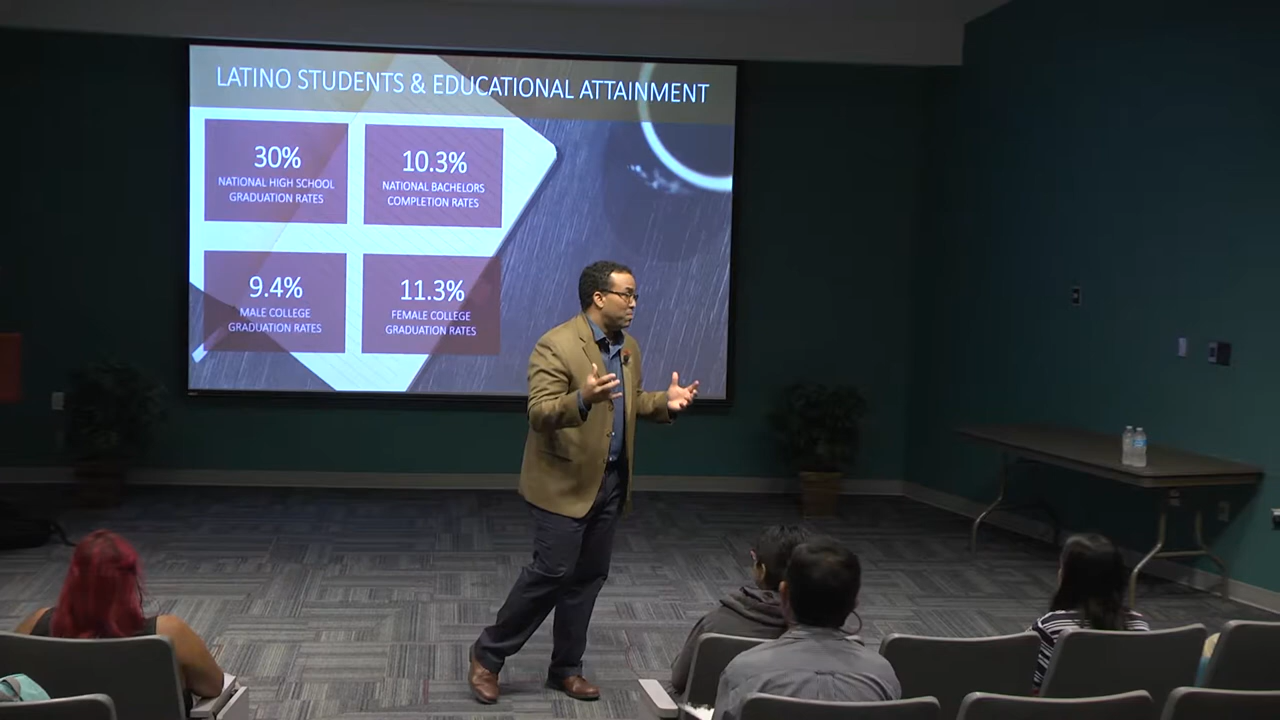 LATINO STUDENTS & EDUCATIONAL ATTAINMENT
30%
NATIONAL HIGH SCHOOL
GRADUATION RATES
10.3%
NATIONAL BACHELORS
COMPLETION RATES
9.4%
MALE COLLEGE
GRADUATION RATES
11.3%
FEMALE COLLEGE
GRADUATION RATES